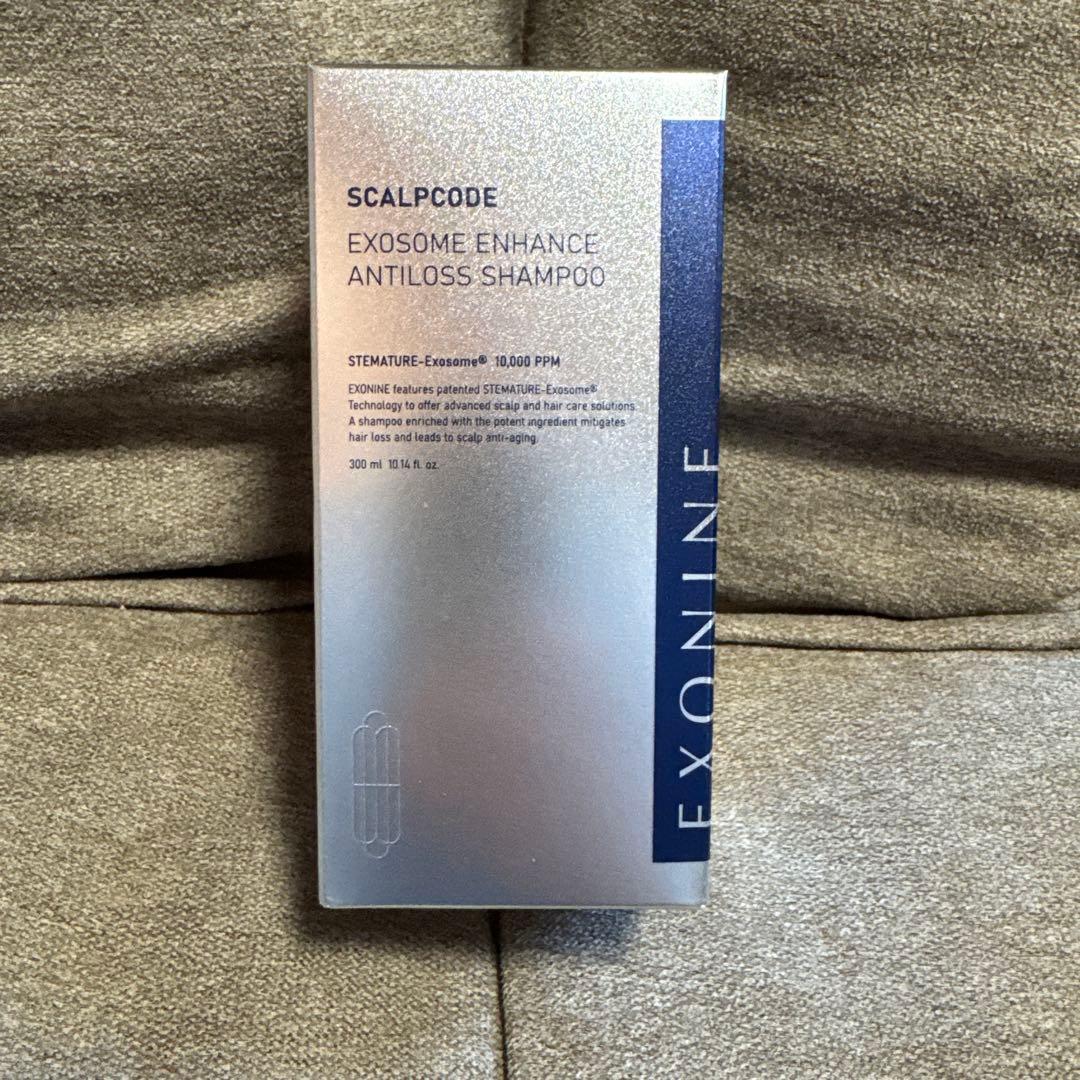 SCALPCODE
EXOSOME ENHANCE
ANTILOSS SHAMPOO
STEMATURE-Exosome® 10,000 PPM
EXONINE features patented STEMATURE-Exosome®
Technology to offer advanced scalp and hair care solutions.
A shampoo enriched with the potent ingredient mitigates
hair loss and leads to scalp anti-aging.
300 ml 10.14 fl. oz.
EXONINE